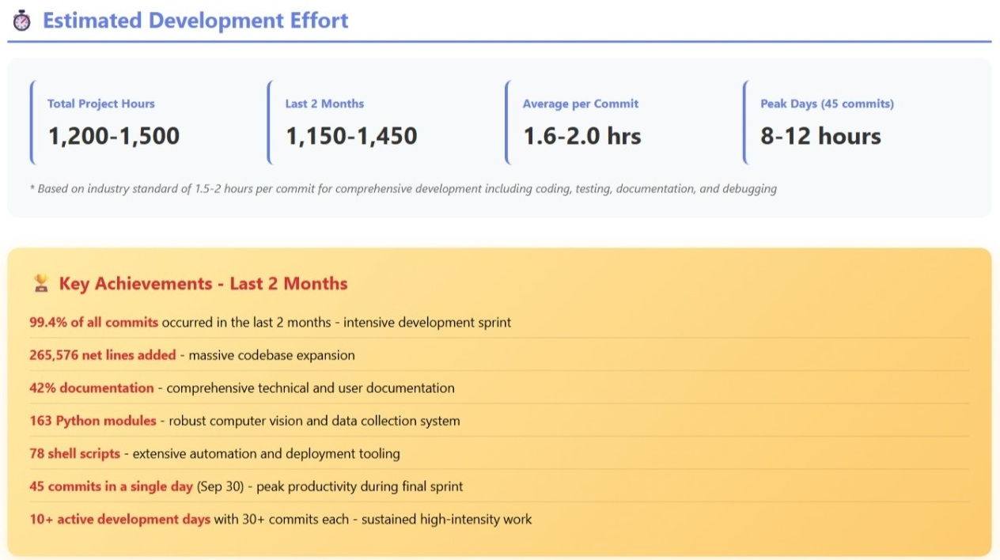 Estimated Development Effort
Total Project Hours
1,200-1,500
Last 2 Months
1,150-1,450
Average per Commit
1.6-2.0 hrs
Peak Days (45 commits)
8-12 hours
* Based on industry standard of 1.5-2 hours per commit for comprehensive development including coding, testing, documentation, and debugging
Key Achievements - Last 2 Months
99.4% of all commits occurred in the last 2 months - intensive development sprint
265,576 net lines added - massive codebase expansion
42% documentation - comprehensive technical and user documentation
163 Python modules - robust computer vision and data collection system
78 shell scripts - extensive automation and deployment tooling
45 commits in a single day (Sep 30) - peak productivity during final sprint
10+ active development days with 30+ commits each - sustained high-intensity work